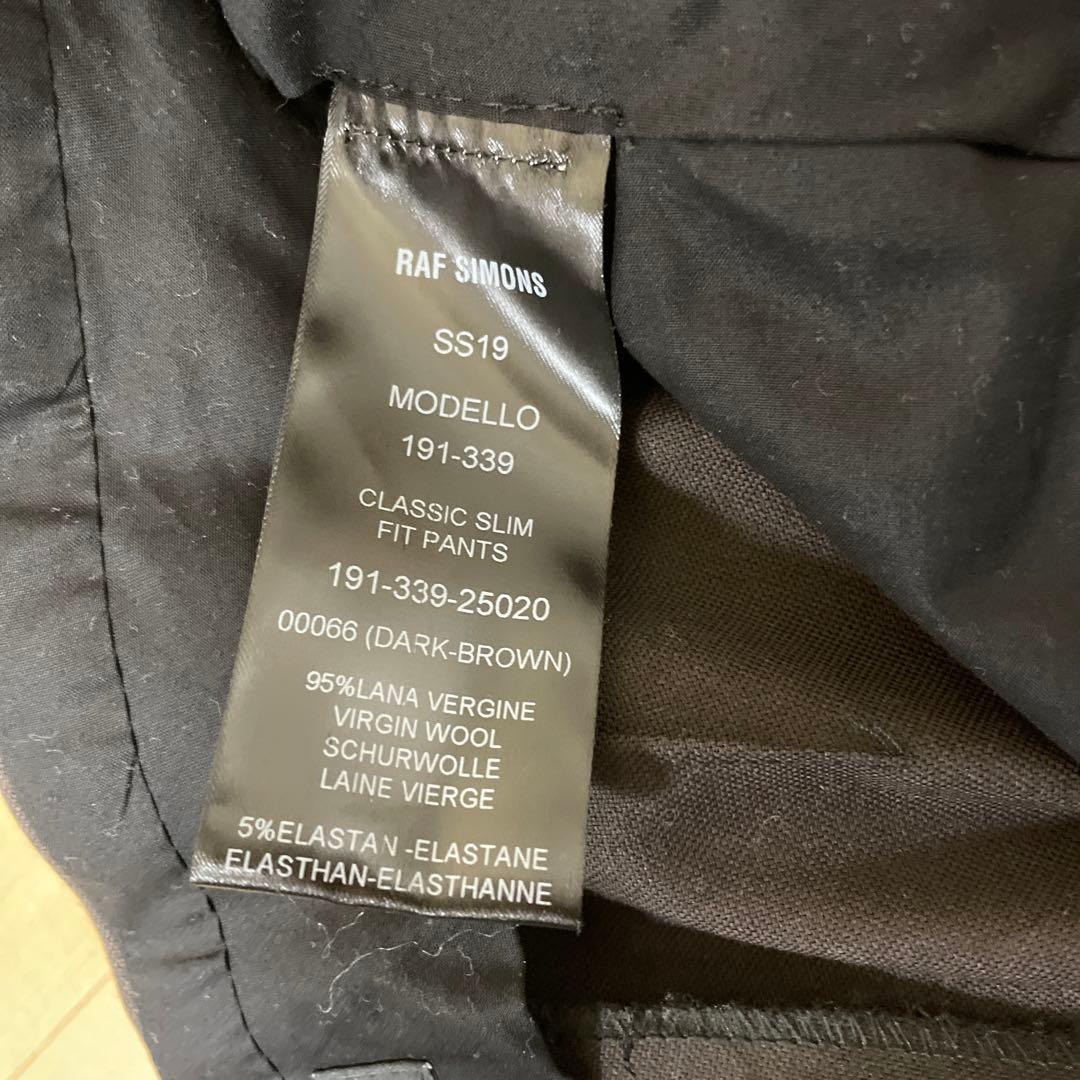 RAF SIMONS
SS19
MODELLO
191-339
CLASSIC SLIM
FIT PANTS
191-339-25020
00066 (DARK-BROWN)
95%LANA VERGINE
VIRGIN WOOL
SCHURWOLLE
LAINE VIERGE
5%ELASTAN -ELASTANE
ELASTHAN-ELASTHANNE